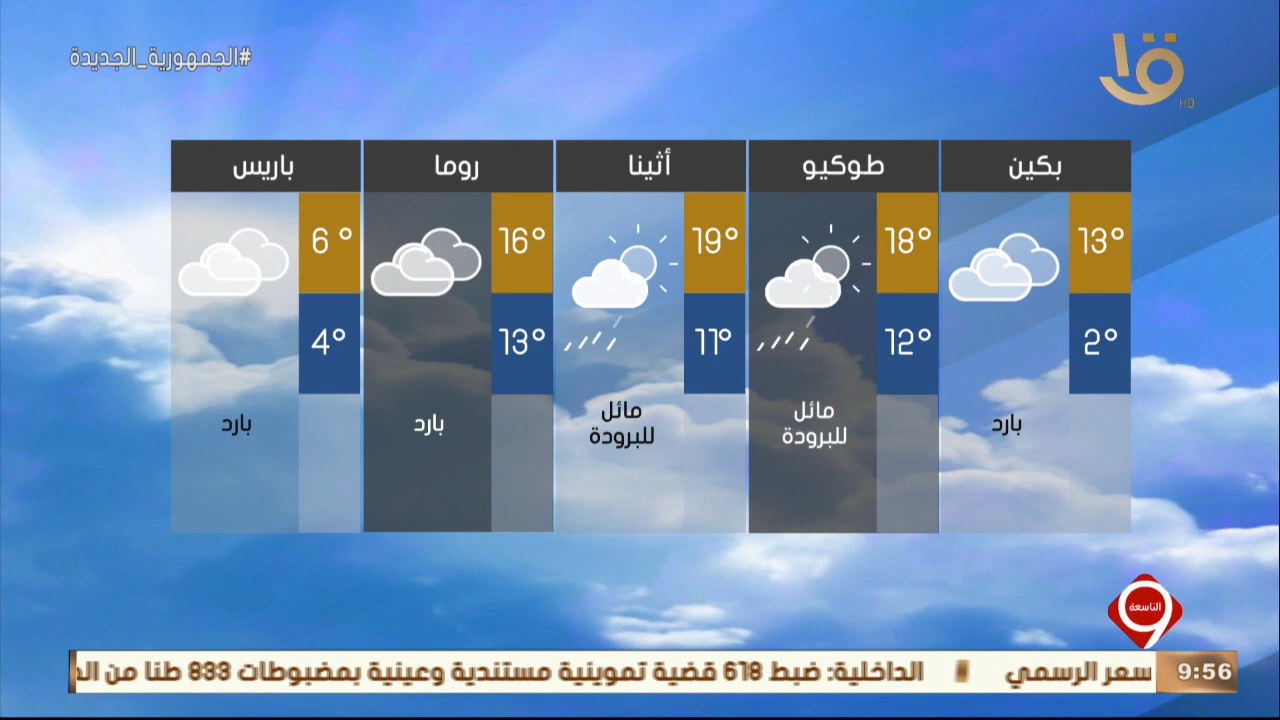 #الجمهورية_الجديدة
HD
بكين
13°
2°
بارد
طوكيو
18°
12°
مائل
للبرودة
أثينا
19°
11°
مائل
للبرودة
روما
16°
13°
بارد
باريس
6 °
4°
بارد
التاسعة
9
9:56
سعر الرسمي
الداخلية: ضبط 618 قضية تموينية مستندية وعينية بمضبوطات 833 طنا من